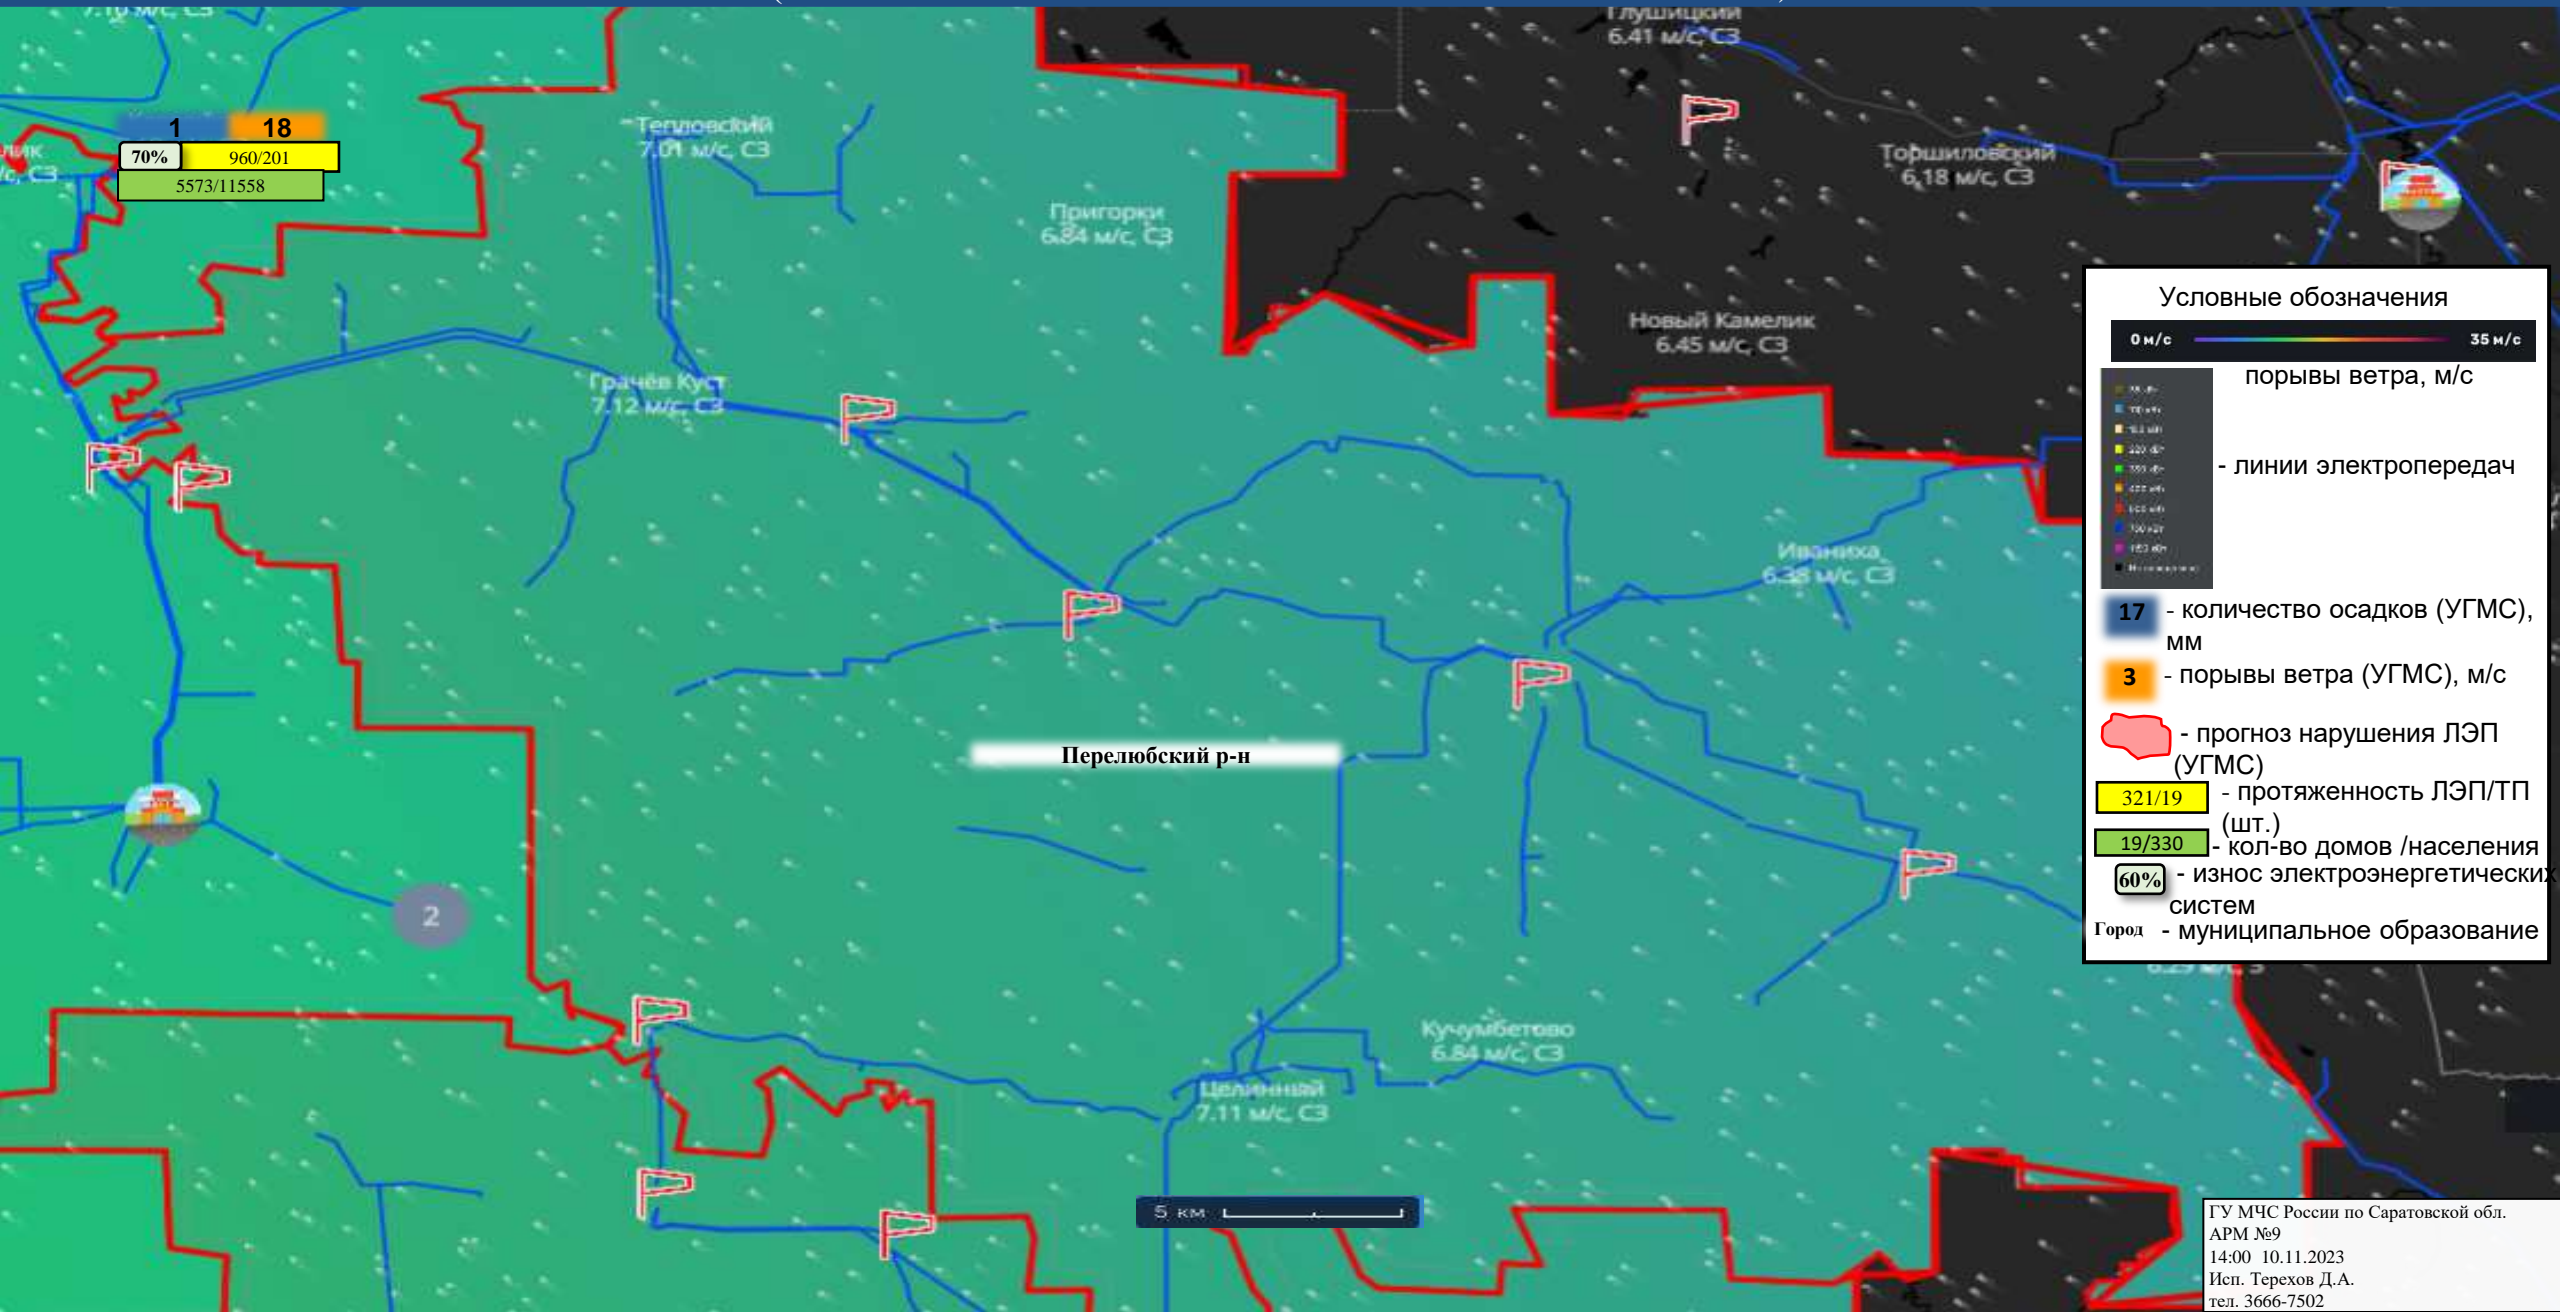 7.10 м/с, СЗ
Глушицкий
6.41 м/с, СЗ
1 18
70% 960/201
5573/11558
Тепловский
7.01 м/с, СЗ
Торшиловский
6.18 м/с, СЗ
Пригорки
6.84 м/с, СЗ
Новый Камелик
6.45 м/с, СЗ
Грачёв Куст
7.12 м/с, СЗ
Иваниха
6.38 м/с, СЗ
Перелюбский р-н
2
Кучумбетово
6.84 м/с, СЗ
Целинный
7.11 м/с, СЗ
5 км
Условные обозначения
0 м/с 35 м/с
порывы ветра, м/с
- линии электропередач
17 - количество осадков (УГМС),
мм
3 - порывы ветра (УГМС), м/с
- прогноз нарушения ЛЭП
(УГМС)
321/19 - протяженность ЛЭП/ТП
(шт.)
19/330 - кол-во домов /населения
60% - износ электроэнергетических
систем
Город - муниципальное образование
ГУ МЧС России по Саратовской обл.
АРМ №9
14:00 10.11.2023
Исп. Терехов Д.А.
тел. 3666-7502